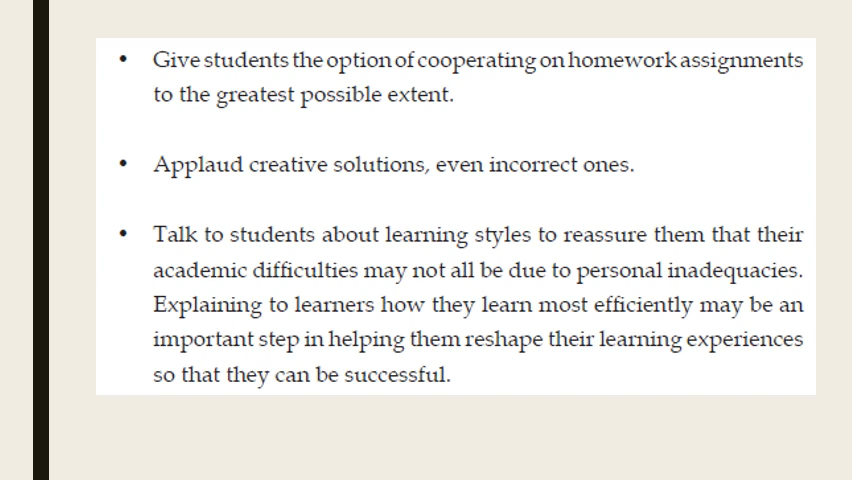 • Give students the option of cooperating on homework assignments
to the greatest possible extent.
• Applaud creative solutions, even incorrect ones.
• Talk to students about learning styles to reassure them that their
academic difficulties may not all be due to personal inadequacies.
Explaining to learners how they learn most efficiently may be an
important step in helping them reshape their learning experiences
so that they can be successful.